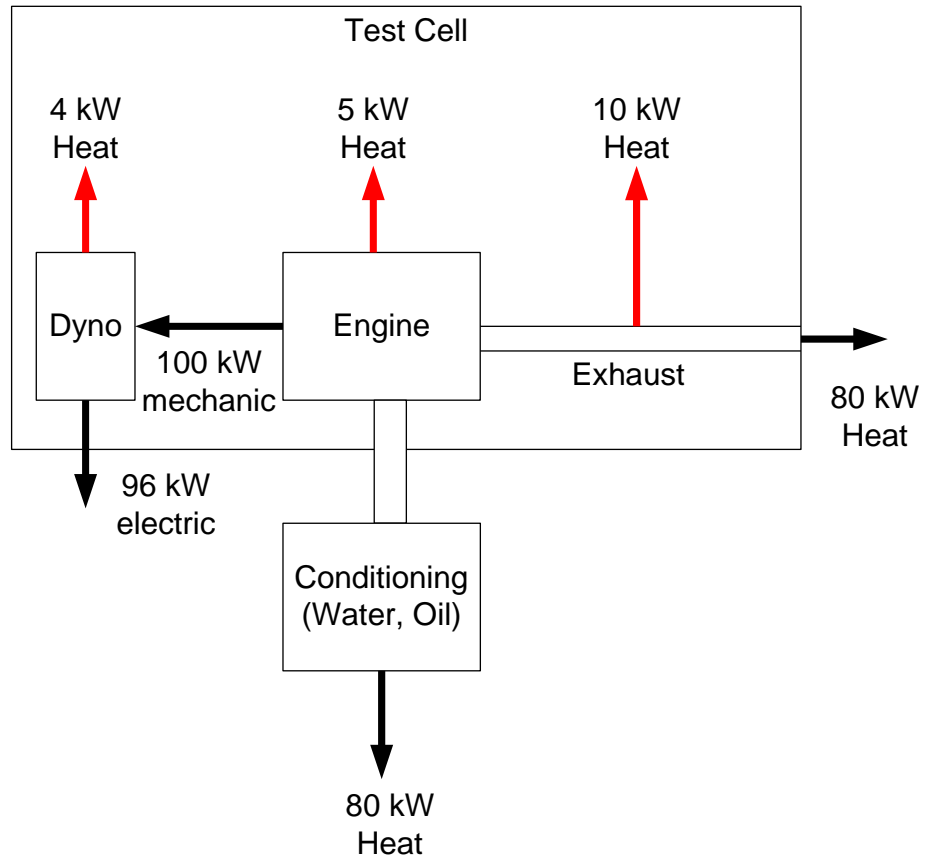 Test Cell
4 kW
Heat
5 kW
Heat
10 kW
Heat
Dyno
Engine
100 kW
mechanic
Exhaust
80 kW
Heat
96 kW
electric
Conditioning
(Water, Oil)
80 kW
Heat